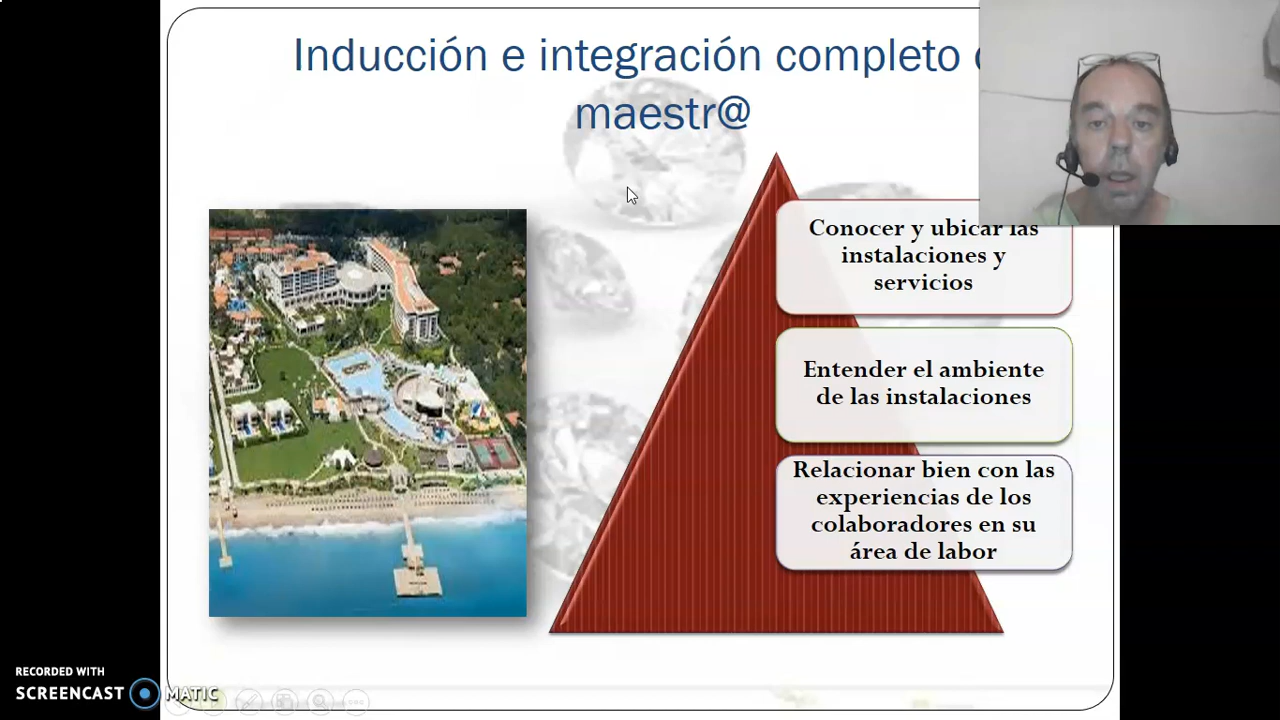 Inducción e integración completo
maestr@
Conocer y ubicar las
instalaciones y
servicios
Entender el ambiente
de las instalaciones
Relacionar bien con las
experiencias de los
colaboradores en su
área de labor
RECORDED WITH
SCREENCAST MATIC